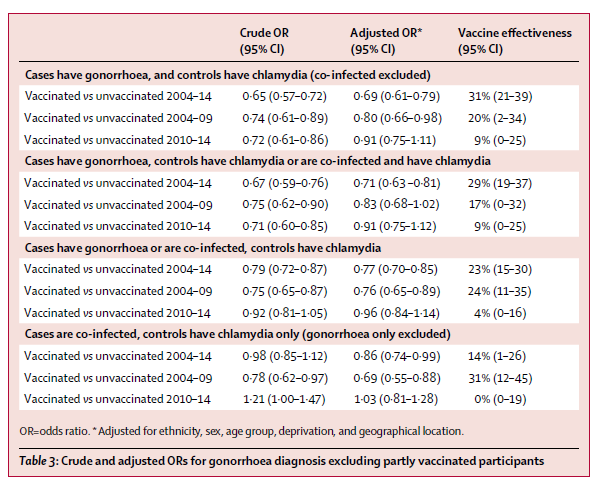 Crude OR Adjusted OR* Vaccine effectiveness
(95% CI) (95% CI) (95% CI)
Cases have gonorrhoea, and controls have chlamydia (co-infected excluded)
Vaccinated vs unvaccinated 2004–14 0·65 (0·57–0·72) 0·69 (0·61–0·79) 31% (21–39)
Vaccinated vs unvaccinated 2004–09 0·74 (0·61–0·89) 0·80 (0·66–0·98) 20% (2–34)
Vaccinated vs unvaccinated 2010–14 0·72 (0·61–0·86) 0·91 (0·75–1·11) 9% (0–25)
Cases have gonorrhoea, controls have chlamydia or are co-infected and have chlamydia
Vaccinated vs unvaccinated 2004–14 0·67 (0·59–0·76) 0·71 (0·63 –0·81) 29% (19–37)
Vaccinated vs unvaccinated 2004–09 0·75 (0·62–0·90) 0·83 (0·68–1·02) 17% (0–32)
Vaccinated vs unvaccinated 2010–14 0·71 (0·60–0·85) 0·91 (0·75–1·12) 9% (0–25)
Cases have gonorrhoea or are co-infected, controls have chlamydia
Vaccinated vs unvaccinated 2004–14 0·79 (0·72–0·87) 0·77 (0·70–0·85) 23% (15–30)
Vaccinated vs unvaccinated 2004–09 0·75 (0·65–0·87) 0·76 (0·65–0·89) 24% (11–35)
Vaccinated vs unvaccinated 2010–14 0·92 (0·81–1·05) 0·96 (0·84–1·14) 4% (0–16)
Cases are co-infected, controls have chlamydia only (gonorrhoea only excluded)
Vaccinated vs unvaccinated 2004–14 0·98 (0·85–1·12) 0·86 (0·74–0·99) 14% (1–26)
Vaccinated vs unvaccinated 2004–09 0·78 (0·62–0·97) 0·69 (0·55–0·88) 31% (12–45)
Vaccinated vs unvaccinated 2010–14 1·21 (1·00–1·47) 1·03 (0·81–1·28) 0% (0–19)
OR=odds ratio. *Adjusted for ethnicity, sex, age group, deprivation, and geographical location.
Table 3: Crude and adjusted ORs for gonorrhoea diagnosis excluding partly vaccinated participants